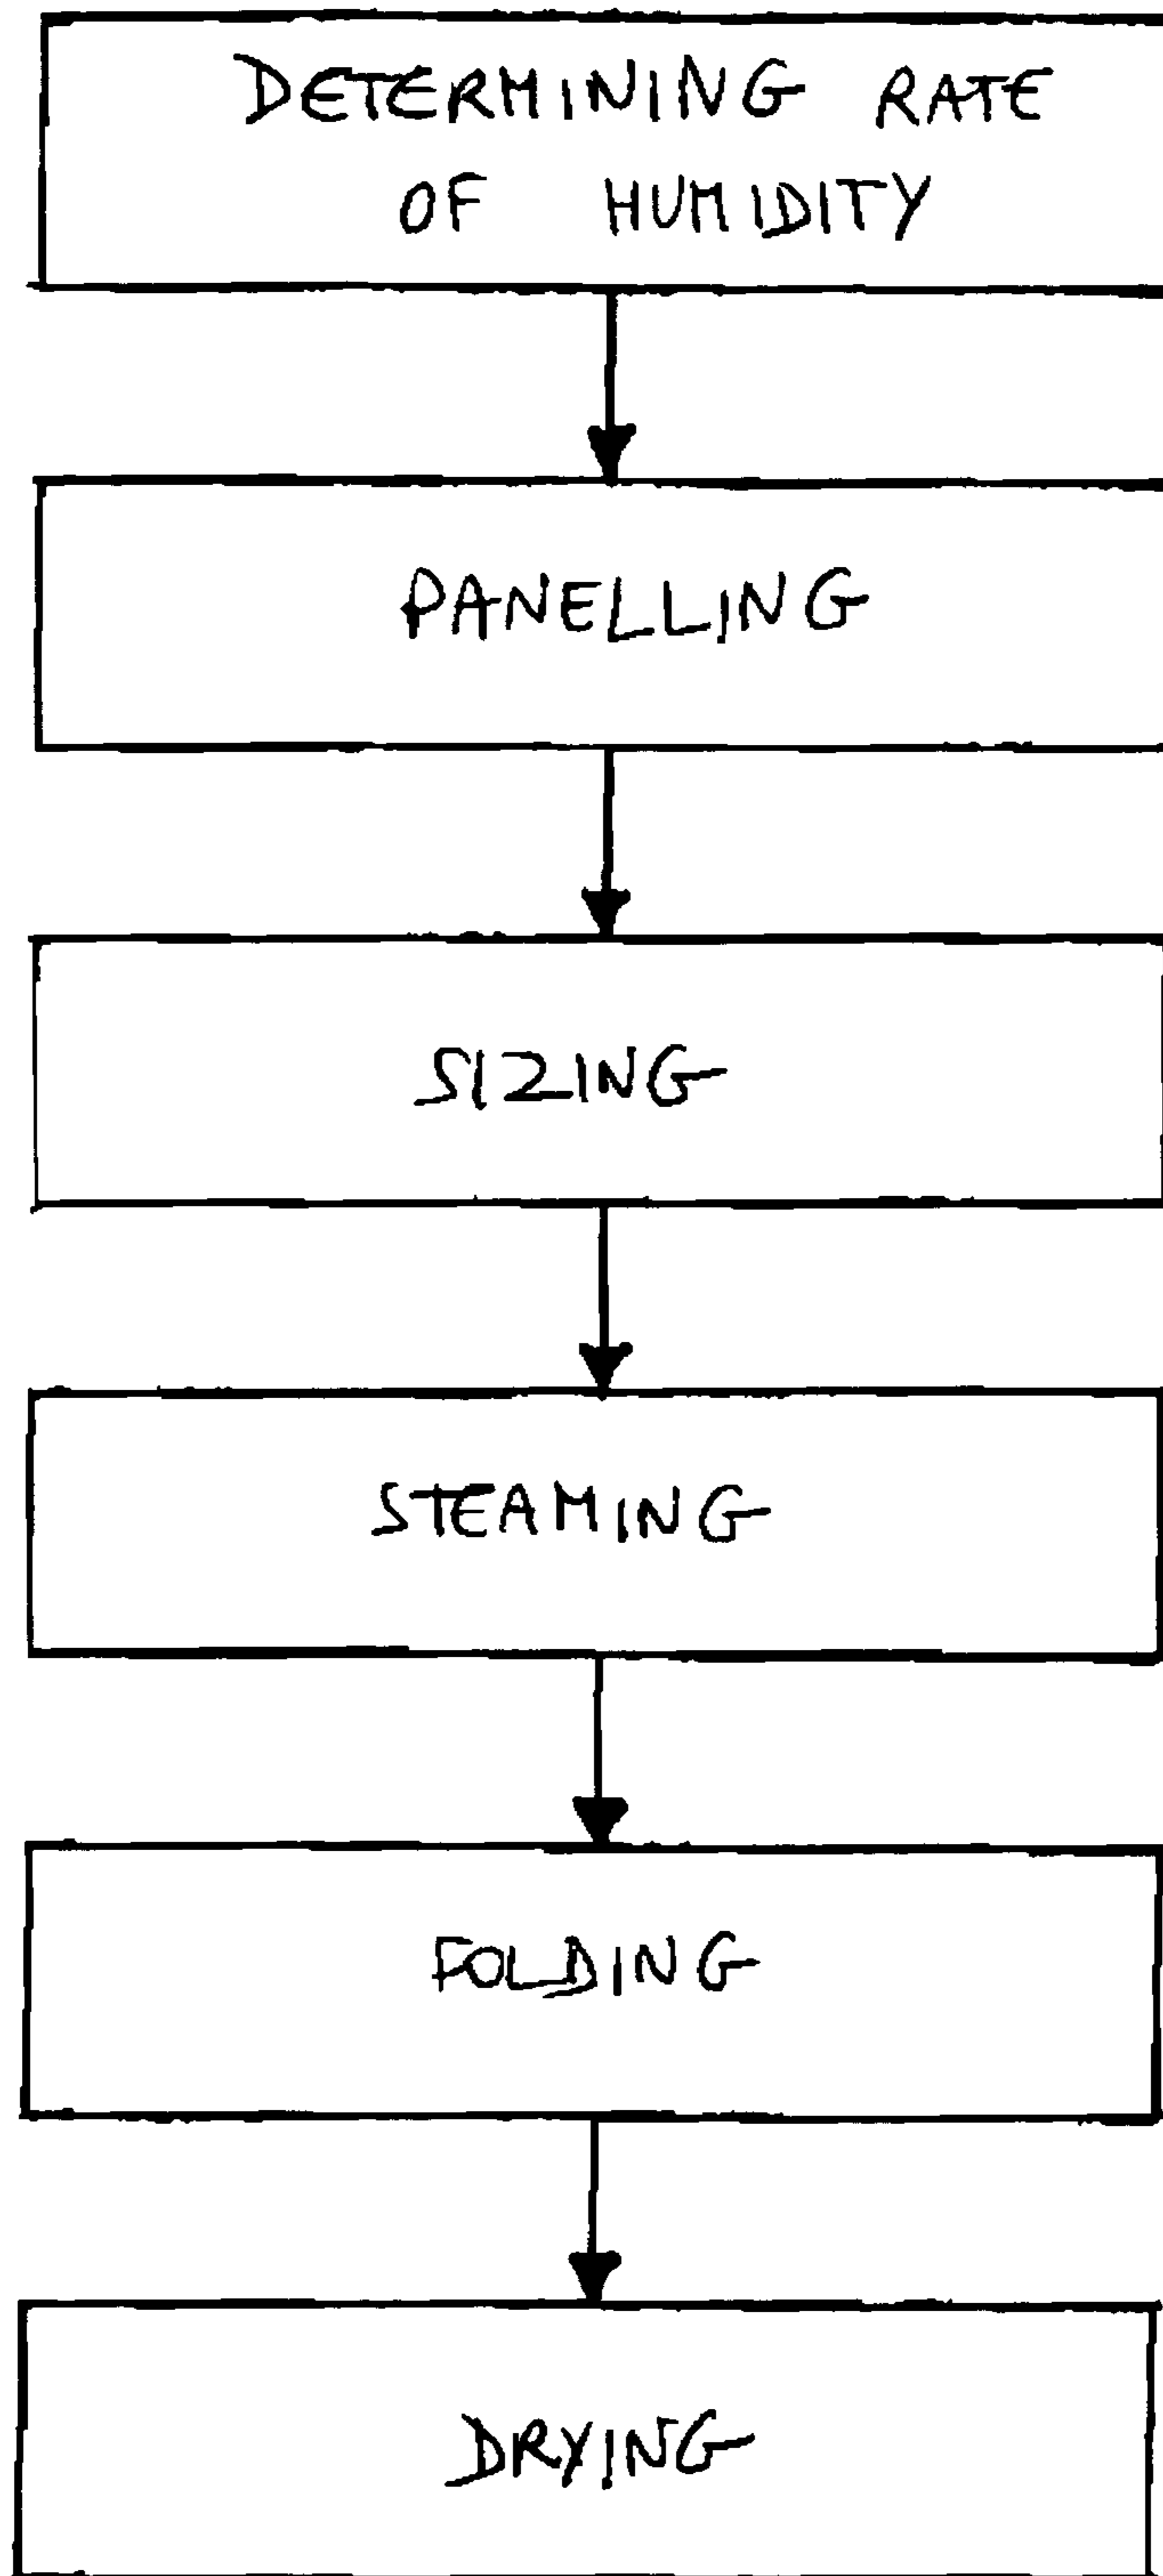 DETERMINING RATE
OF HUMIDITY
PANELLING
SIZING
STEAMING
FOLDING
DRYING